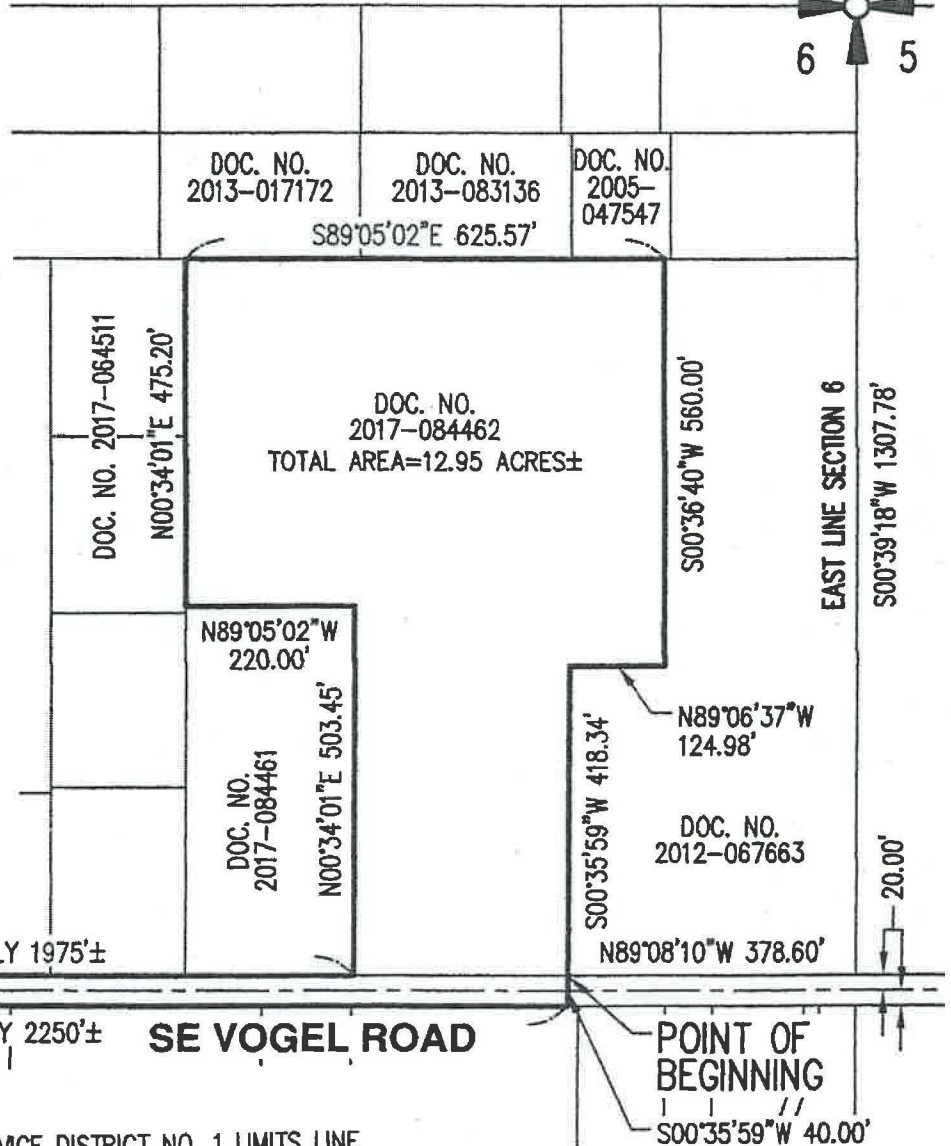 6 5
DOC. NO.
2013-017172
DOC. NO.
2013-083136
DOC. NO.
2005-
047547
S89°05'02"E 625.57'
DOC. NO. 2017-064511
N00°34'01"E 475.20'
DOC. NO.
2017-084462
TOTAL AREA=12.95 ACRES±
S00°36'40"W 560.00'
EAST LINE SECTION 6
S00°39'18"W 1307.78'
N89°05'02"W
220.00'
DOC. NO.
2017-084461
N00°34'01"E 503.45'
N89°06'37"W
124.98'
S00°35'59"W 418.34'
DOC. NO.
2012-067663
20.00'
LY 1975'±
N89°08'10"W 378.60'
Y 2250'±
SE VOGEL ROAD
POINT OF
BEGINNING
S00°35'59"W 40.00'
DISTRICT NO. 1 LIMITS LINE